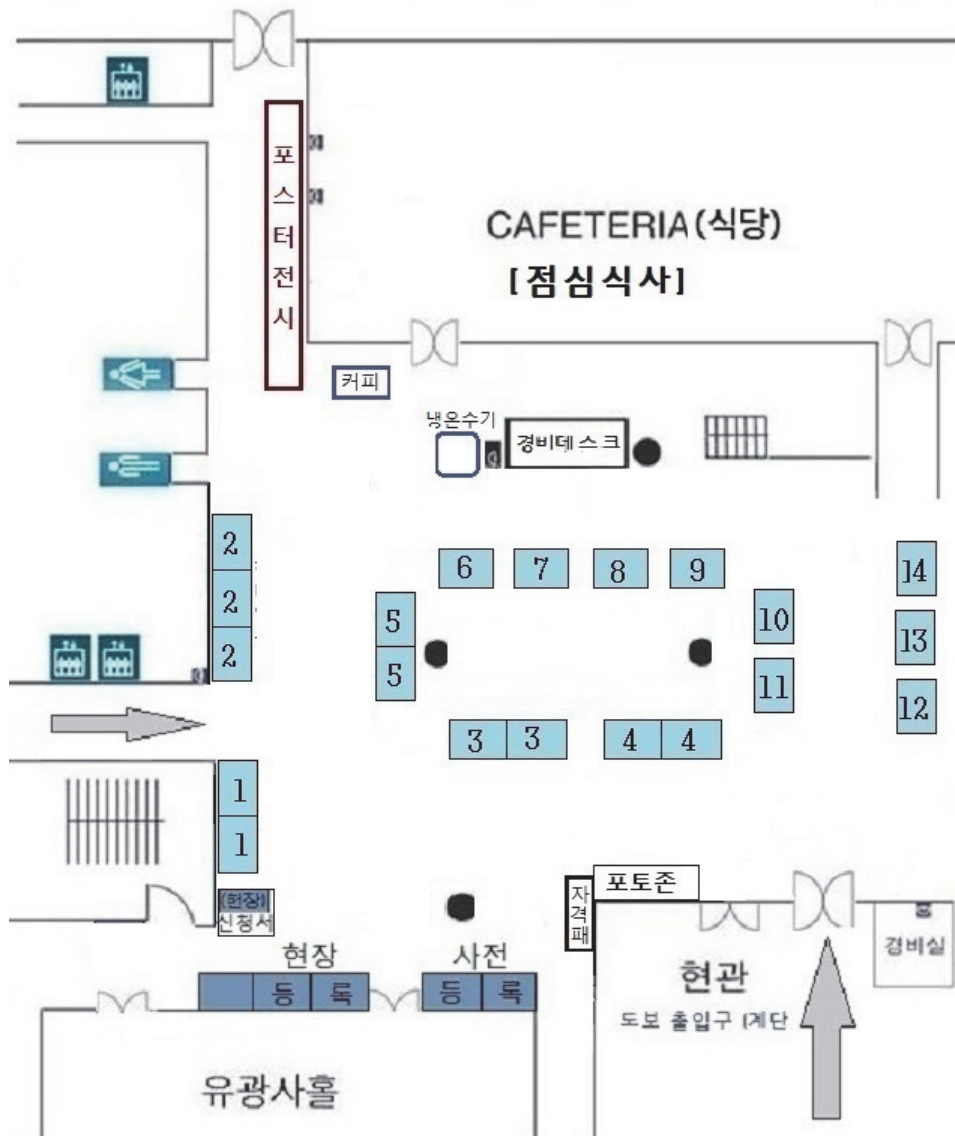 포스터전시
CAFETERIA (식당)
[점심식사]
커피
냉온수기
경비데스크
2
2
2
6
7
8
9
5
5
10
11
14
13
12
3
3
4
4
1
1
(현장)
신청서
자격패
포토존
현장
사전
등 록
등 록
현관
도보 출입구 (계단
경비실
유광사홀